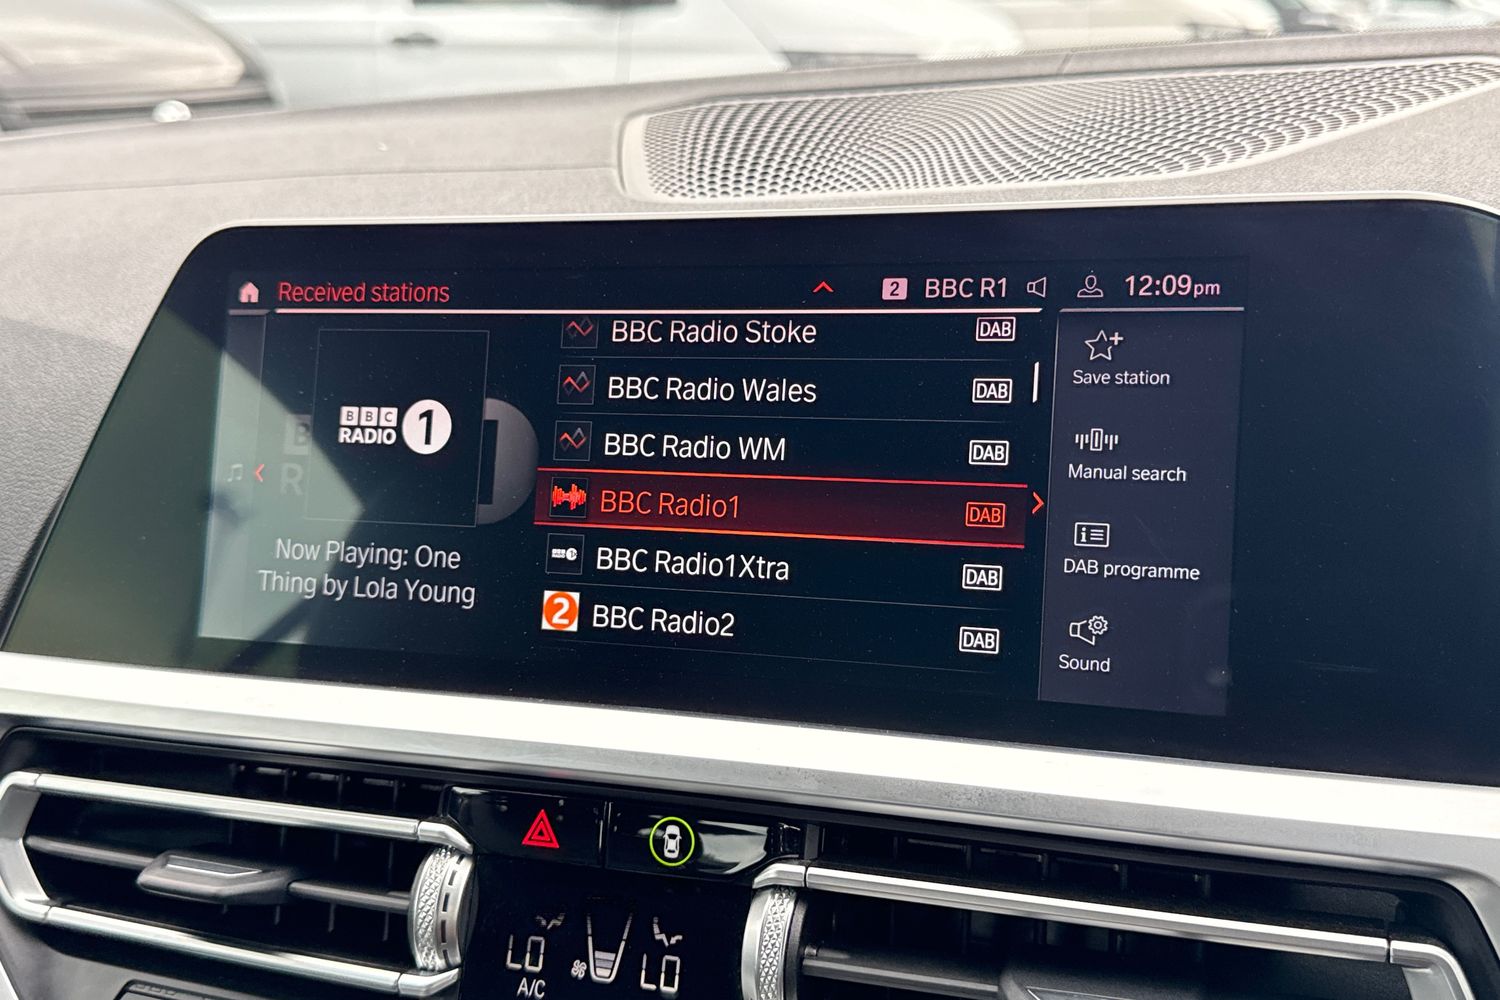 Received stations
2 BBC R1
12:09pm
BBC Radio Stoke DAB
BBC Radio Wales DAB
BBC Radio WM DAB
BBC Radio1 DAB
BBC Radio1Xtra DAB
2 BBC Radio2 DAB
BBC
RADIO 1
Now Playing: One
Thing by Lola Young
Save station
Manual search
DAB programme
Sound
LO
A/C
LO